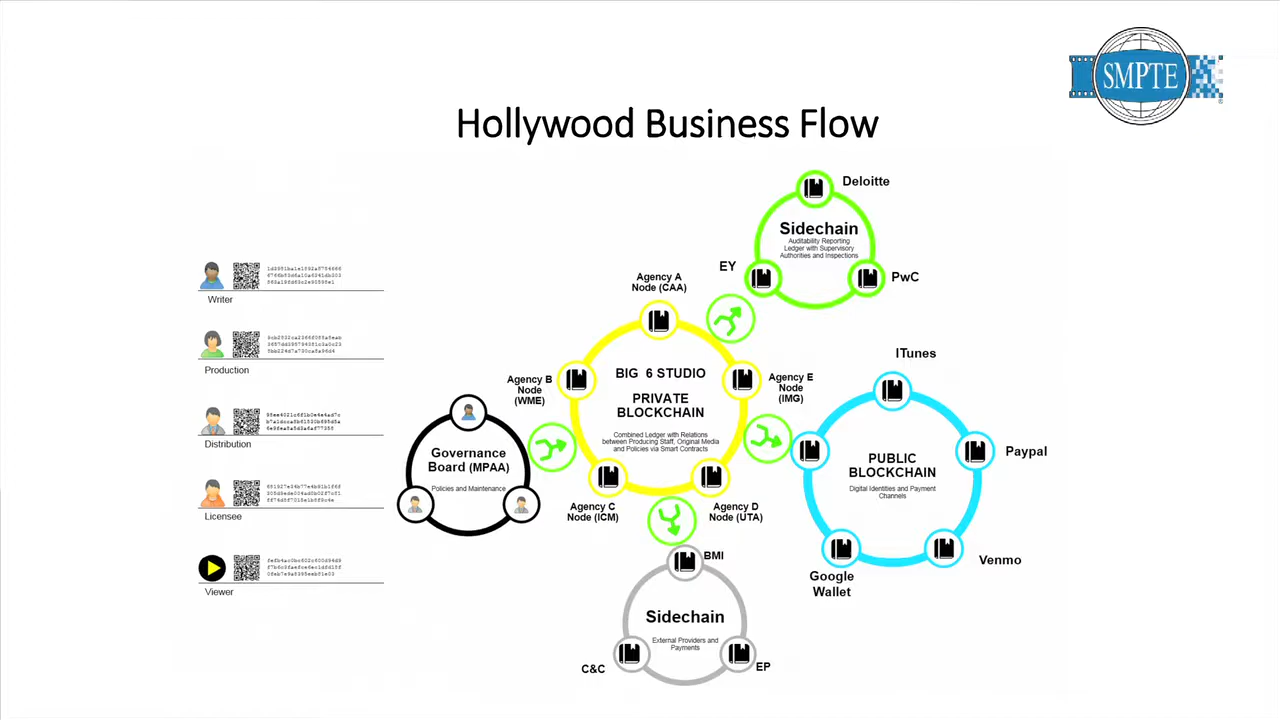 SMPTE
Hollywood Business Flow
Writer
Production
Distribution
Licensee
Viewer
Governance
Board (MPAA)
Policies and Maintenance
Agency A
Node (CAA)
Agency B
Node
(WME)
Agency C
Node (ICM)
Agency D
Node (UTA)
Agency E
Node
(IMG)
BIG 6 STUDIO
PRIVATE
BLOCKCHAIN
Combined Ledger with Relations
between Producing Staff, Original Media
and Policies via Smart Contracts
Deloitte
EY
PwC
Sidechain
Auditability Reporting
Ledger with Supervisory
Authorities and Inspections
ITunes
Paypal
Venmo
Google
Wallet
PUBLIC
BLOCKCHAIN
Digital Identities and Payment
Channels
BMI
C&C
EP
Sidechain
External Providers and
Payments